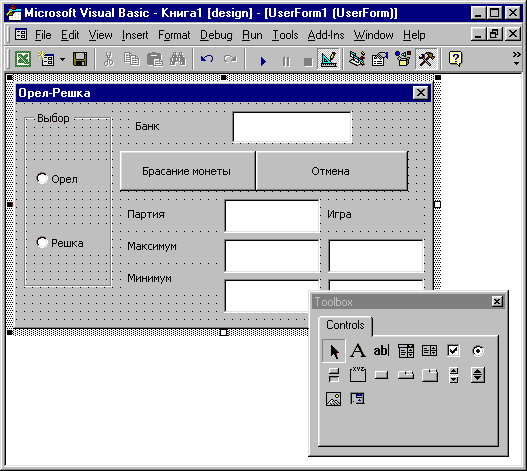 Microsoft Visual Basic - Книга1 [design] - [UserForm1 (UserForm)]
File Edit View Insert Format Debug Run Tools Add-Ins Window Help
Орел-Решка
Выбор
Банк
Брасание монеты Отмена
Орел
Партия Игра
Решка
Максимум
Минимум
Toolbox
Controls
A ab|
xyz